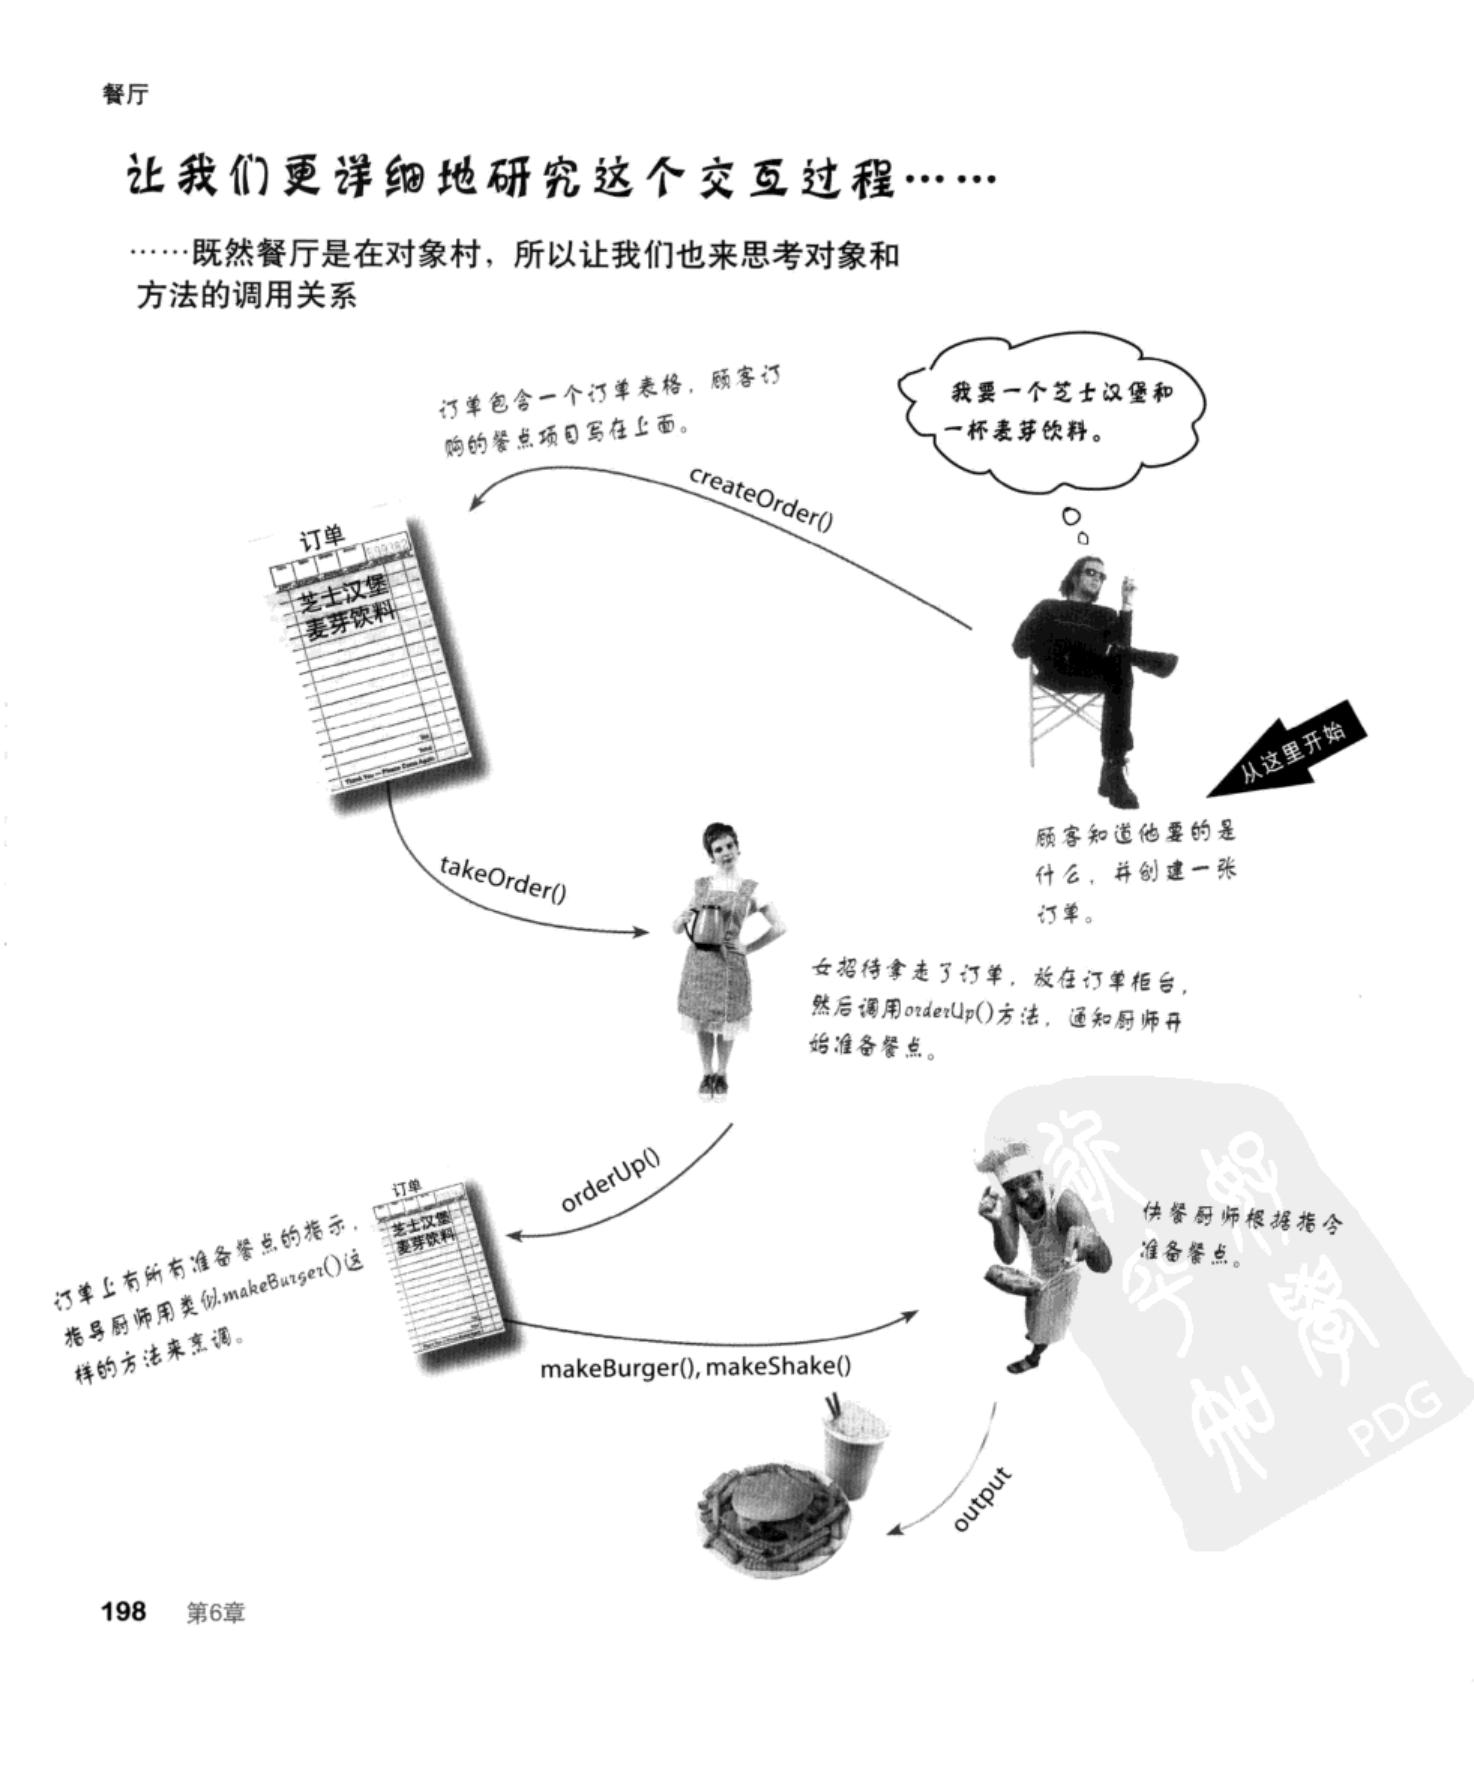 餐厅
让我们更详细地研究这个交互过程……
……既然餐厅是在对象村，所以让我们也来思考对象和
方法的调用关系
订单包含一个订单表格，顾客订
购的餐点项目写在上面。
我要一个芝士汉堡和
一杯麦芽饮料。
createOrder()
订单
芝士汉堡
麦芽饮料
Thank You — Please Come Again
从这里开始
顾客知道他要的是
什么，并创建一张
订单。
takeOrder()
女招待拿走了订单，放在订单柜台，
然后调用orderUp()方法，通知厨师开
始准备餐点。
orderUp()
订单
芝士汉堡
麦芽饮料
订单上有所有准备餐点的指示，
指导厨师用类似makeBurger()这
样的方法来烹调。
快餐厨师根据指令
准备餐点。
makeBurger(), makeShake()
output
PDG
198 第6章